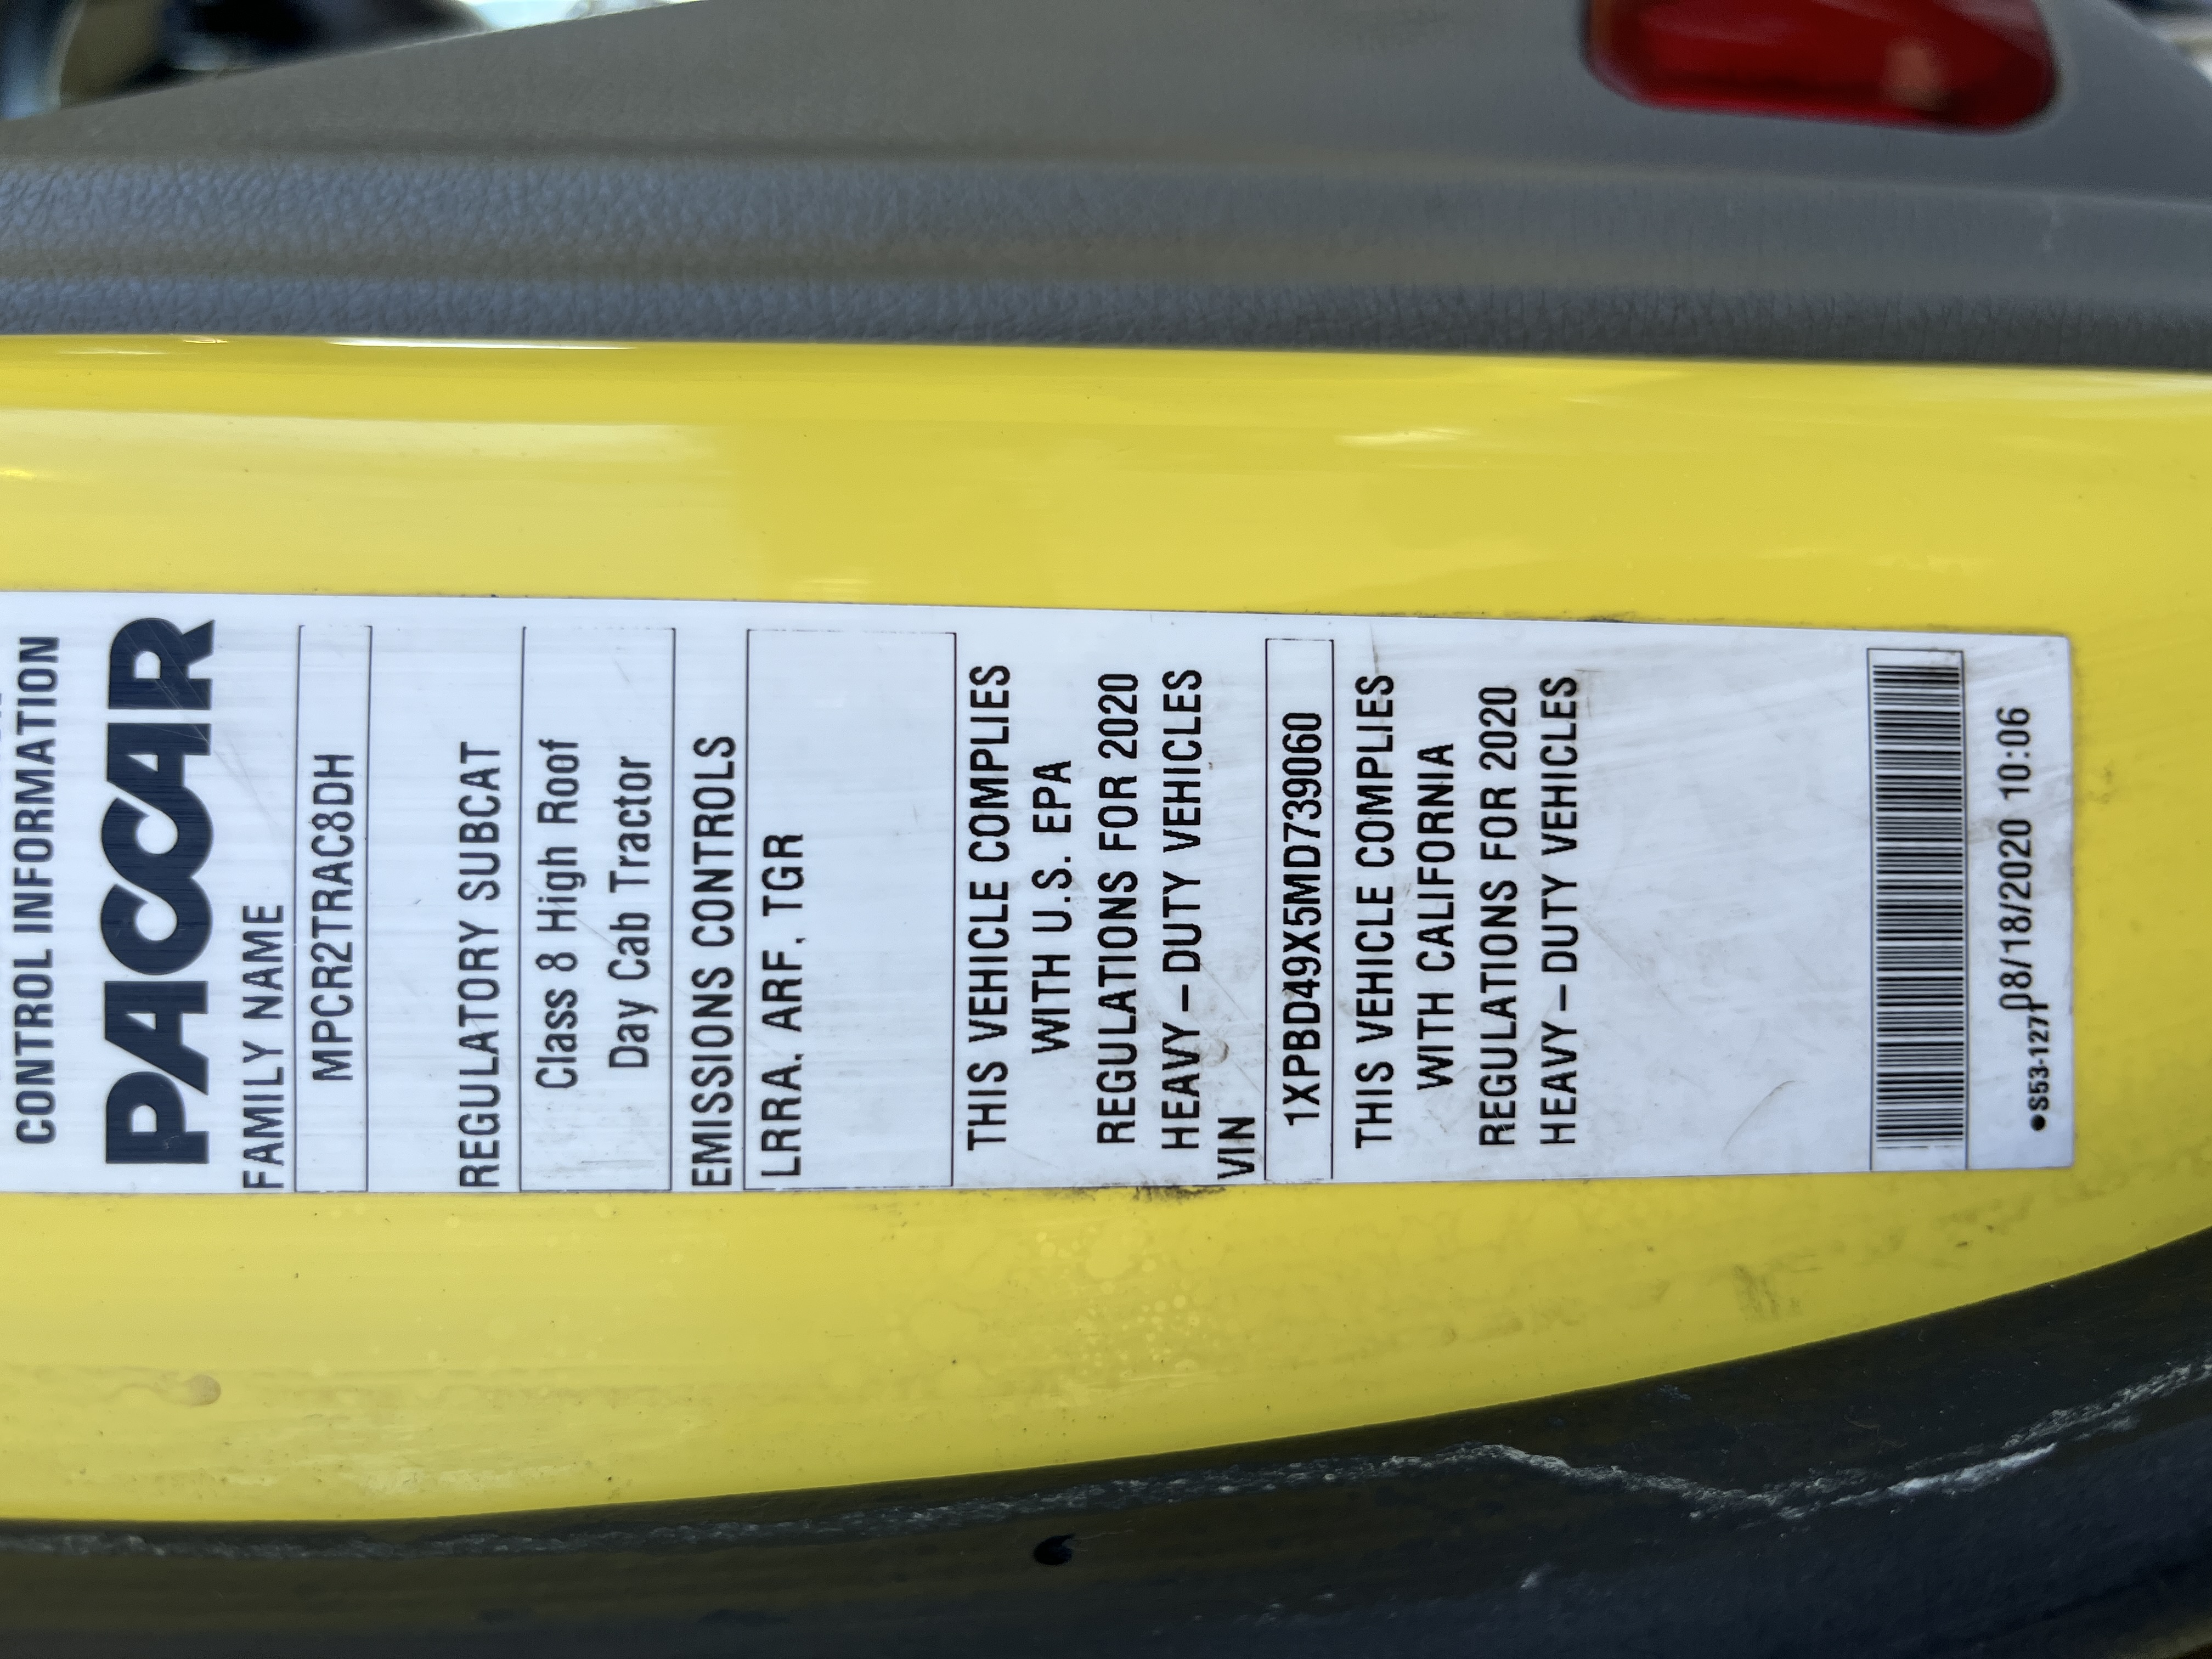 CONTROL INFORMATION
PACCAR
FAMILY NAME
MPCR2TRAC8DH
REGULATORY SUBCAT
Class 8 High Roof
Day Cab Tractor
EMISSIONS CONTROLS
LRRA, ARF, TGR
THIS VEHICLE COMPLIES
WITH U.S. EPA
REGULATIONS FOR 2020
HEAVY – DUTY VEHICLES
VIN
1XPBD49X5MD739060
THIS VEHICLE COMPLIES
WITH CALIFORNIA
REGULATIONS FOR 2020
HEAVY – DUTY VEHICLES
08/18/2020 10:06
●S53-1271